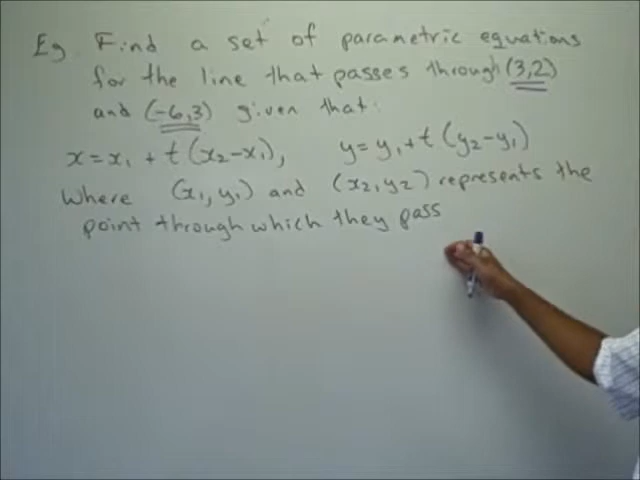 Eg. Find a set of parametric equations
for the line that passes through (3,2)
and (-6,3) given that:
x = x₁ + t (x₂-x₁), y = y₁ + t (y₂-y₁)
Where (x₁, y₁) and (x₂, y₂) represents the
point through which they pass